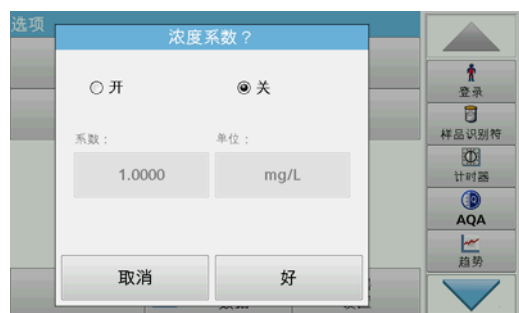 选项
浓度系数？
开
关
系数：
单位：
1.0000
mg/L
取消
好
登录
样品识别符
计时器
AQA
趋势